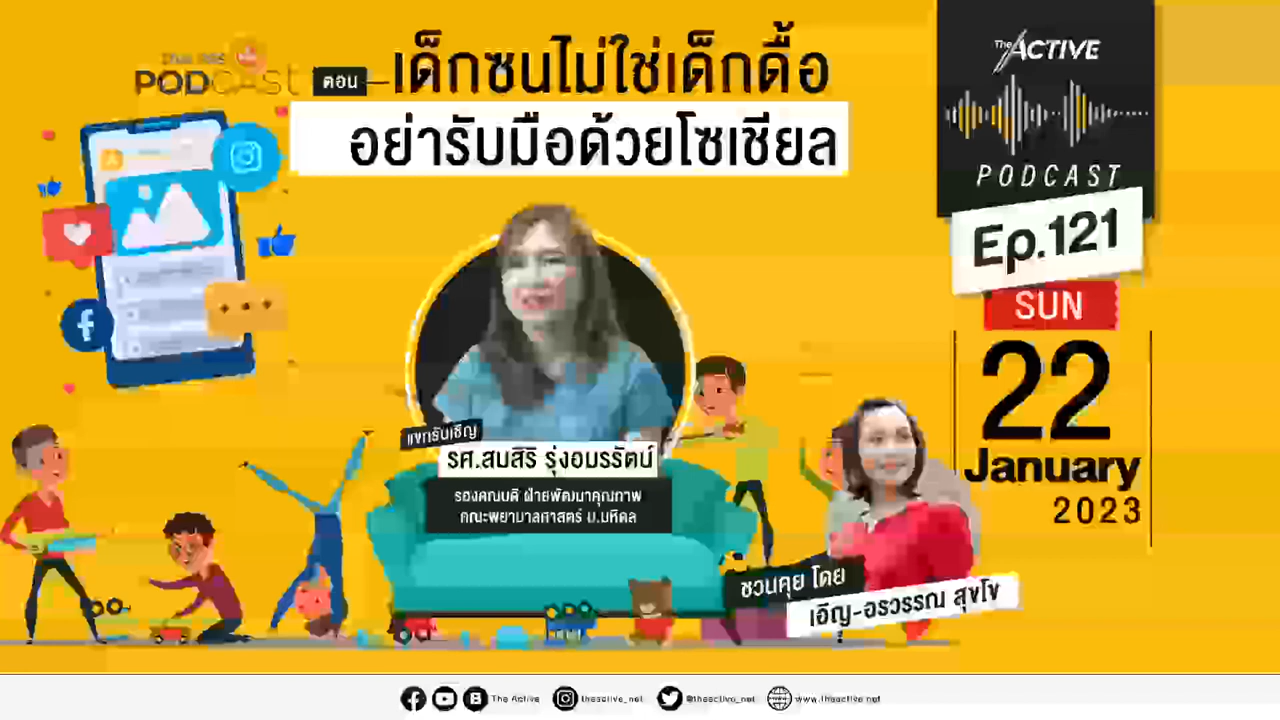 Thai PBS
PODCAST
ตอน
เด็กซนไม่ใช่เด็กดื้อ
อย่ารับมือด้วยโซเชียล
The ACTIVE
PODCAST
Ep.121
SUN
22
January
2023
แขกรับเชิญ
รศ.สมสิริ รุ่งอมรรัตน์
รองคณบดี ฝ่ายพัฒนาคุณภาพ
คณะพยาบาลศาสตร์ ม.มหิดล
ชวนคุย โดย
เอิญ-อรวรรณ สุขโข
The Active
theactive_net
@theactive_net
www.theactive.net